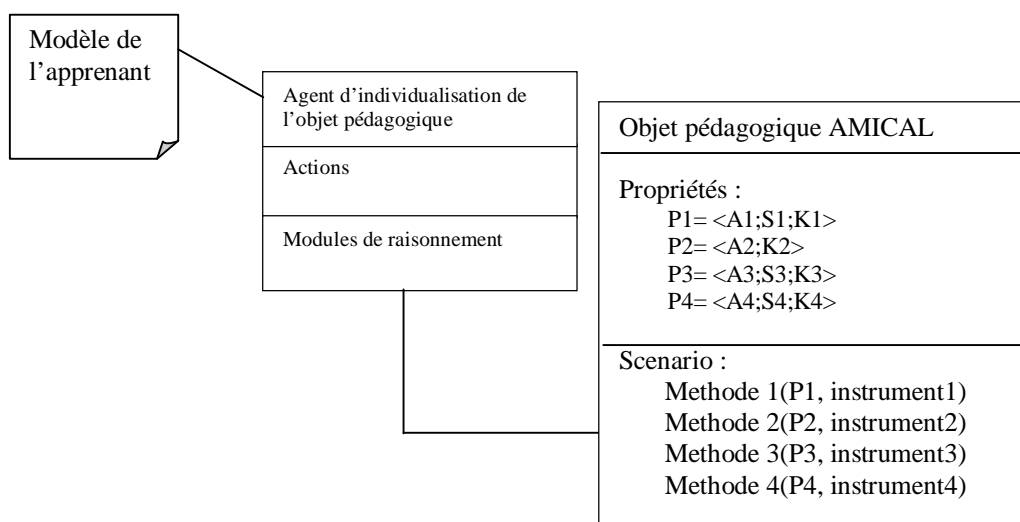 Modèle de
l’apprenant
Agent d’individualisation de
l’objet pédagogique
Actions
Modules de raisonnement
Objet pédagogique AMICAL
Propriétés :
P1= <A1;S1;K1>
P2= <A2;K2>
P3= <A3;S3;K3>
P4= <A4;S4;K4>
Scenario :
Methode 1(P1, instrument1)
Methode 2(P2, instrument2)
Methode 3(P3, instrument3)
Methode 4(P4, instrument4)